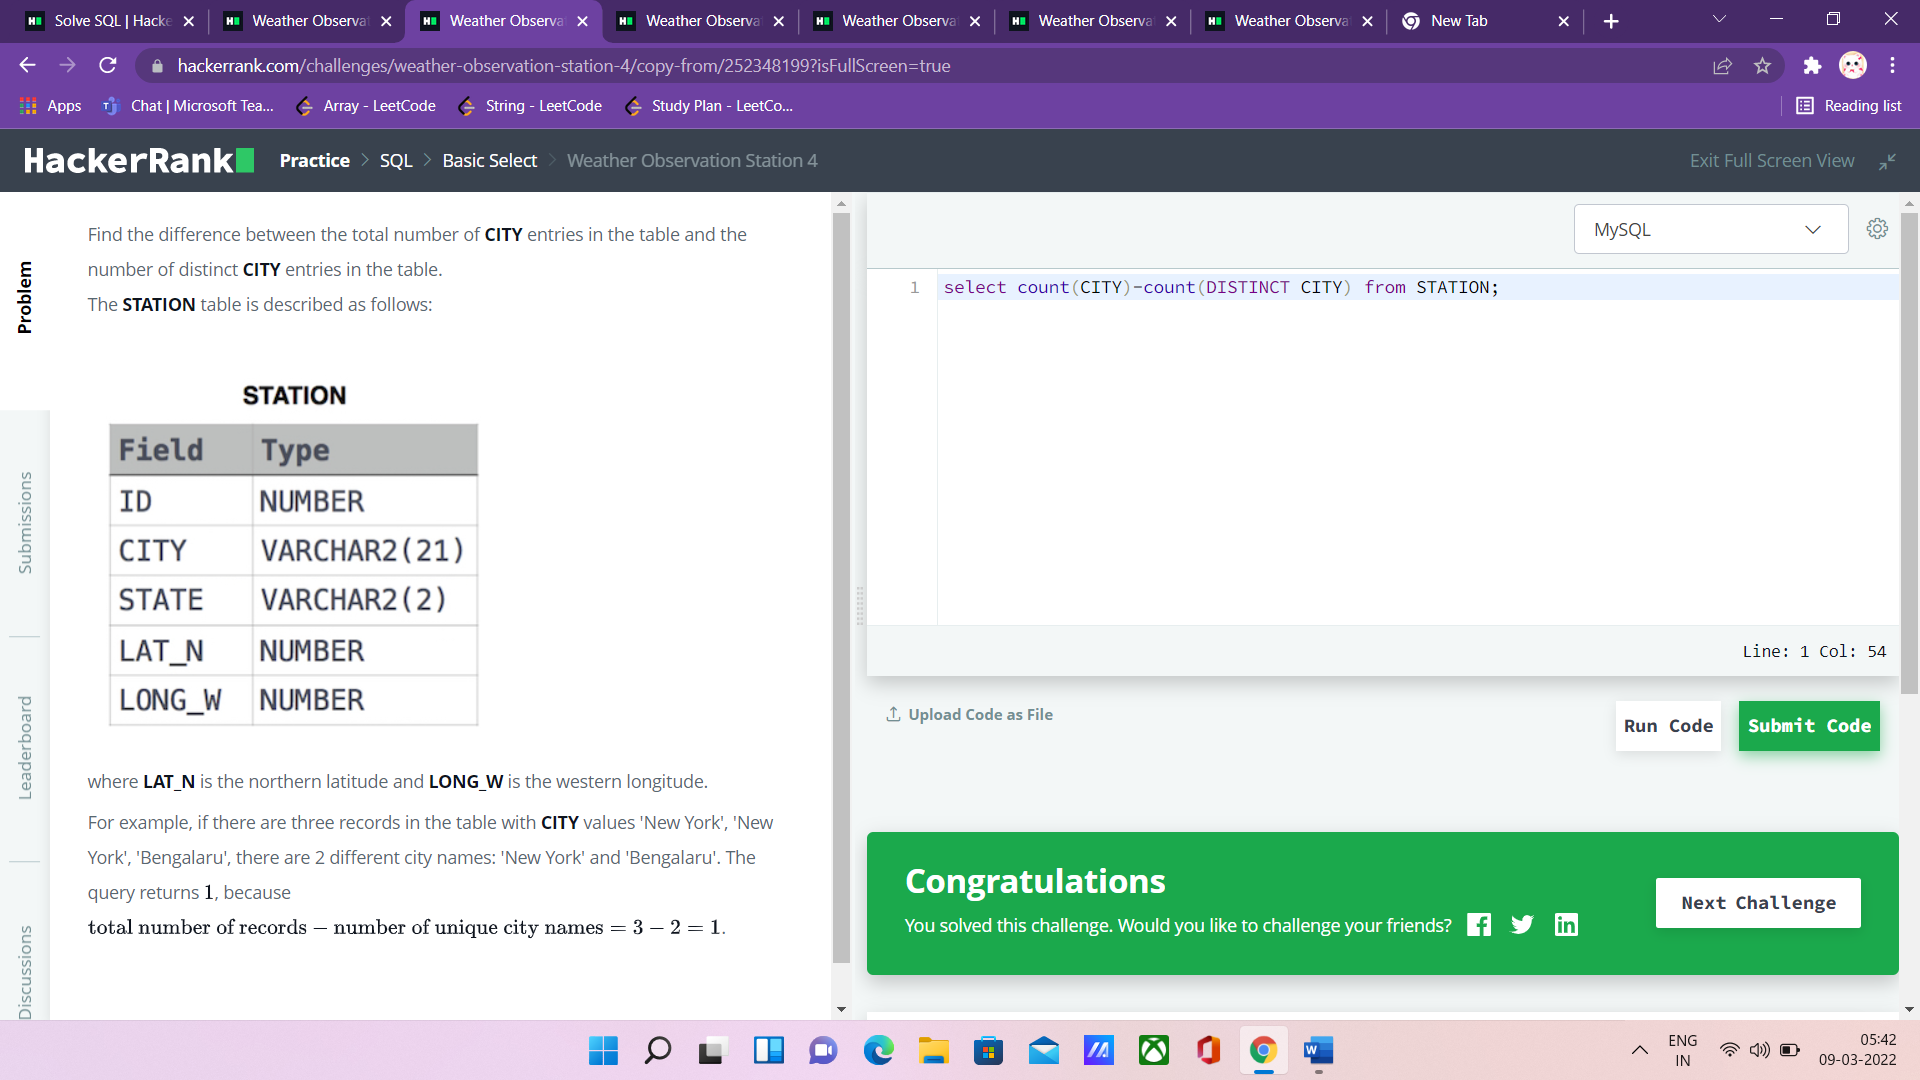 Solve SQL | Hacke
Weather Observat
Weather Observa
Weather Observa
Weather Observa
Weather Observa
Weather Observa
New Tab
hackerrank.com/challenges/weather-observation-station-4/copy-from/252348199?isFullScreen=true
Apps
Chat | Microsoft Tea...
Array - LeetCode
String - LeetCode
Study Plan - LeetCo...
Reading list
HackerRank
Practice > SQL > Basic Select > Weather Observation Station 4
Exit Full Screen View
Problem
Submissions
Leaderboard
Discussions
Find the difference between the total number of CITY entries in the table and the
number of distinct CITY entries in the table.
The STATION table is described as follows:
STATION
Field Type
ID NUMBER
CITY VARCHAR2(21)
STATE VARCHAR2(2)
LAT_N NUMBER
LONG_W NUMBER
where LAT_N is the northern latitude and LONG_W is the western longitude.
For example, if there are three records in the table with CITY values 'New York', 'New
York', 'Bengalaru', there are 2 different city names: 'New York' and 'Bengalaru'. The
query returns 1, because
total number of records − number of unique city names = 3 − 2 = 1.
MySQL
1 select count(CITY)-count(DISTINCT CITY) from STATION;
Line: 1 Col: 54
Upload Code as File
Run Code
Submit Code
Congratulations
You solved this challenge. Would you like to challenge your friends?
Next Challenge
ENG
IN
05:42
09-03-2022